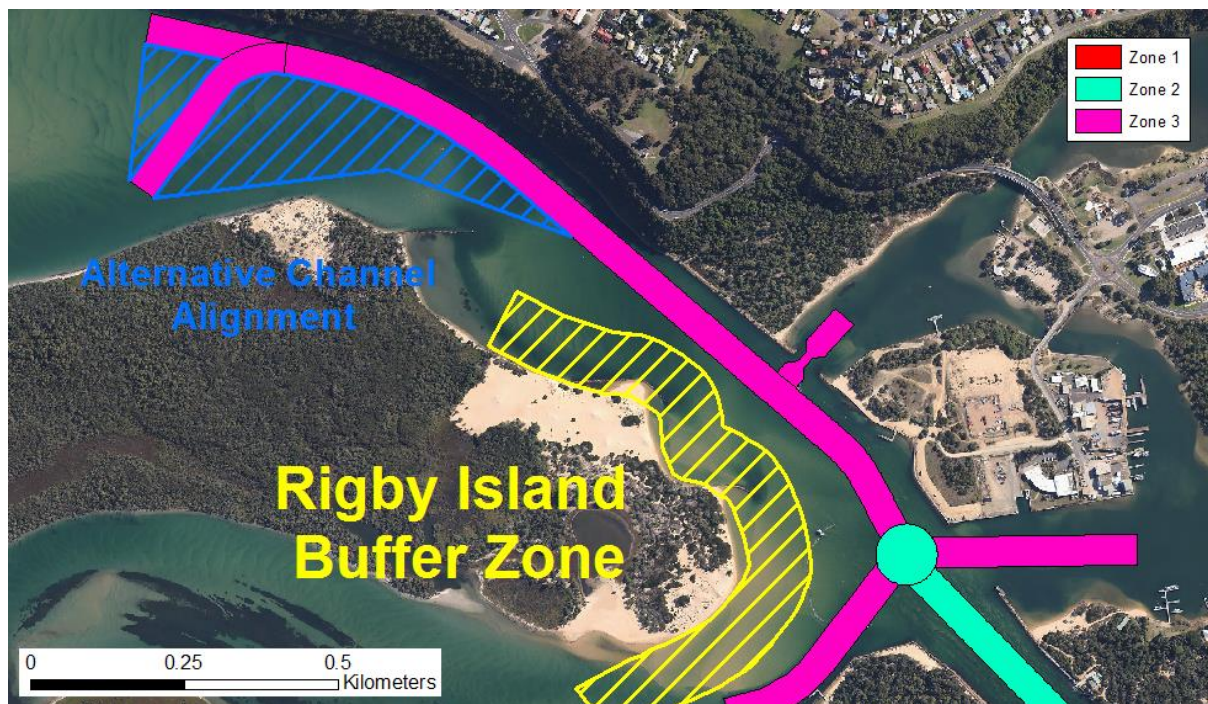 Zone 1
Zone 2
Zone 3
Alternative Channel
Alignment
Rigby Island
Buffer Zone
0 0.25 0.5
Kilometers